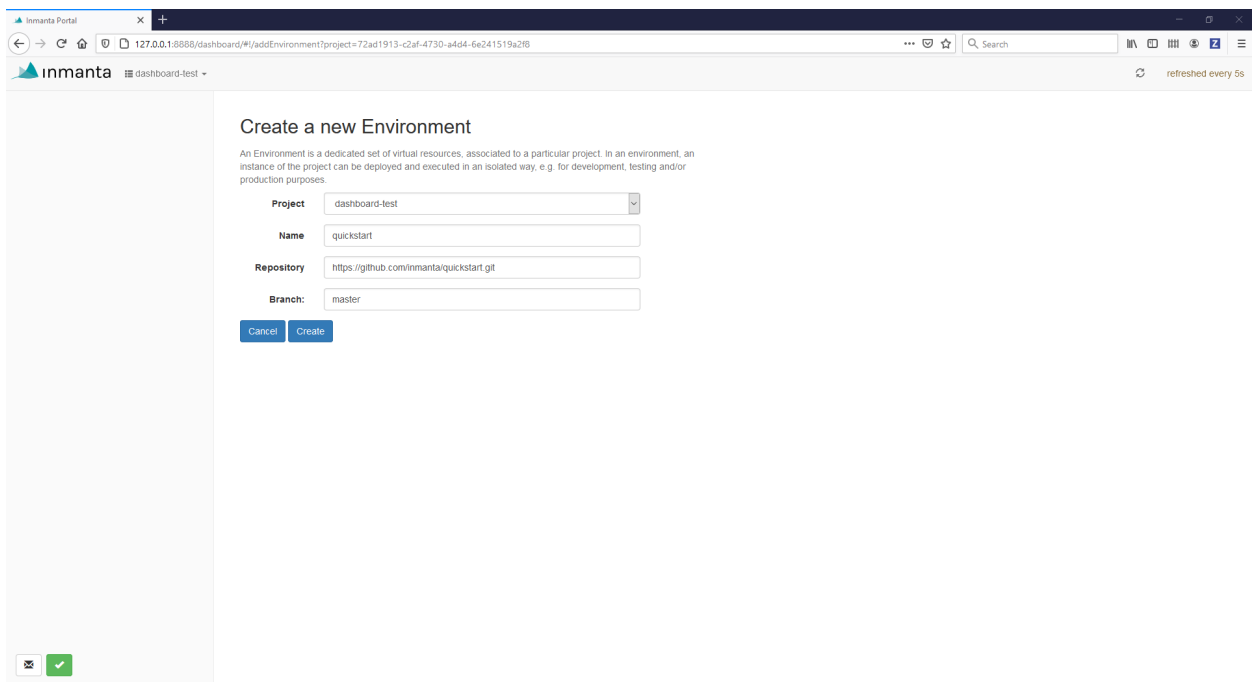 Inmanta Portal
127.0.0.1:8888/dashboard/#!/addEnvironment?project=72ad1913-c2af-4730-a4d4-6e241519a2f8
Search
inmanta
dashboard-test
refreshed every 5s
Create a new Environment
An Environment is a dedicated set of virtual resources, associated to a particular project. In an environment, an
instance of the project can be deployed and executed in an isolated way, e.g. for development, testing and/or
production purposes.
Project
dashboard-test
Name
quickstart
Repository
https://github.com/inmanta/quickstart.git
Branch:
master
Cancel
Create